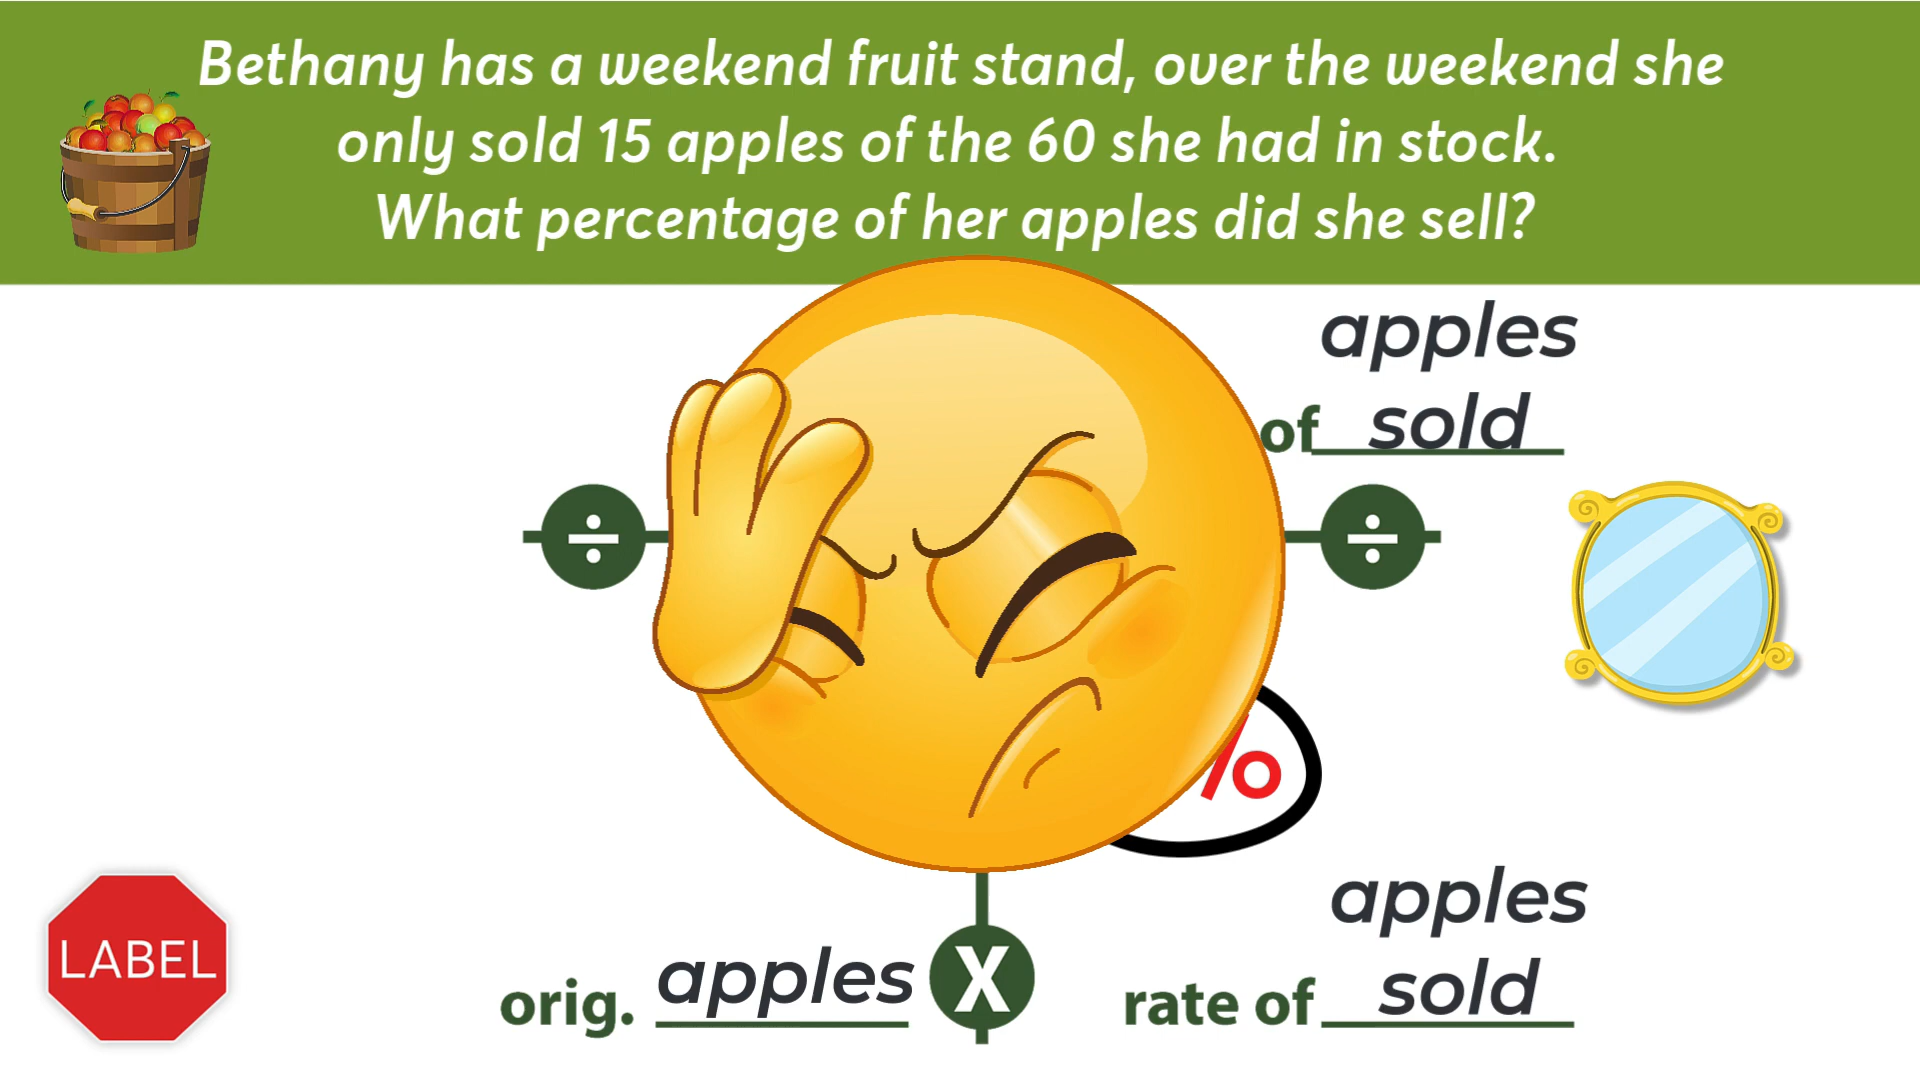 Bethany has a weekend fruit stand, over the weekend she
only sold 15 apples of the 60 she had in stock.
What percentage of her apples did she sell?
apples
of sold
÷ ÷
%
LABEL
apples
orig. apples X rate of sold